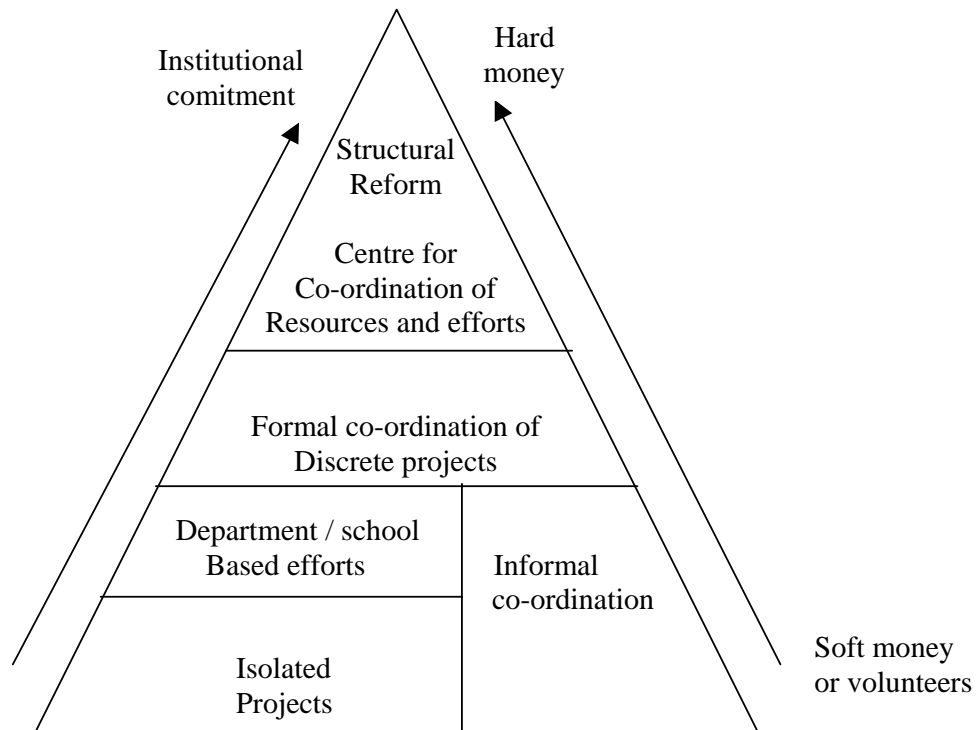 Institutional
comitment
Hard
money
Structural
Reform
Centre for
Co-ordination of
Resources and efforts
Formal co-ordination of
Discrete projects
Department / school
Based efforts
Informal
co-ordination
Isolated
Projects
Soft money
or volunteers